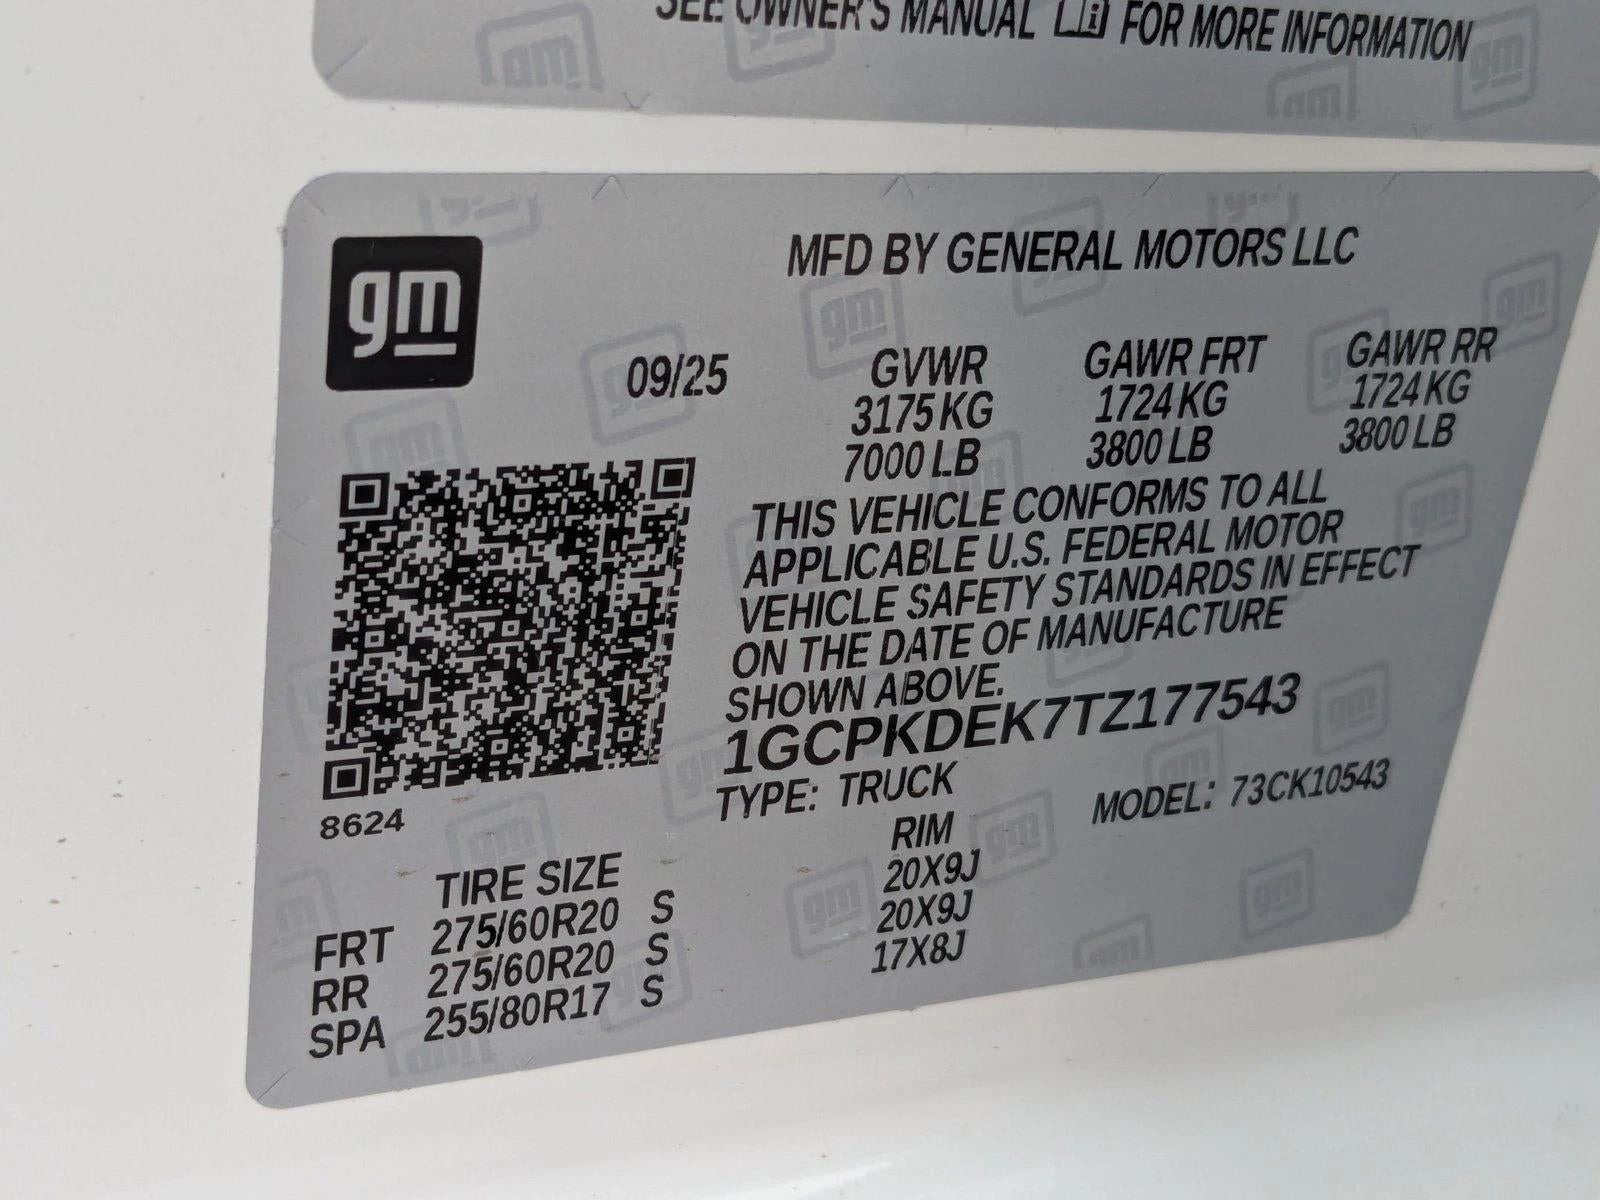 SEE OWNER'S MANUAL FOR MORE INFORMATION
gm
MFD BY GENERAL MOTORS LLC
09/25
GVWR GAWR FRT GAWR RR
3175 KG 1724 KG 1724 KG
7000 LB 3800 LB 3800 LB
THIS VEHICLE CONFORMS TO ALL
APPLICABLE U.S. FEDERAL MOTOR
VEHICLE SAFETY STANDARDS IN EFFECT
ON THE DATE OF MANUFACTURE
SHOWN ABOVE.
1GCPKDEK7TZ177543
TYPE: TRUCK MODEL: 73CK10543
8624
TIRE SIZE RIM
FRT 275/60R20 S 20X9J
RR 275/60R20 S 20X9J
SPA 255/80R17 S 17X8J